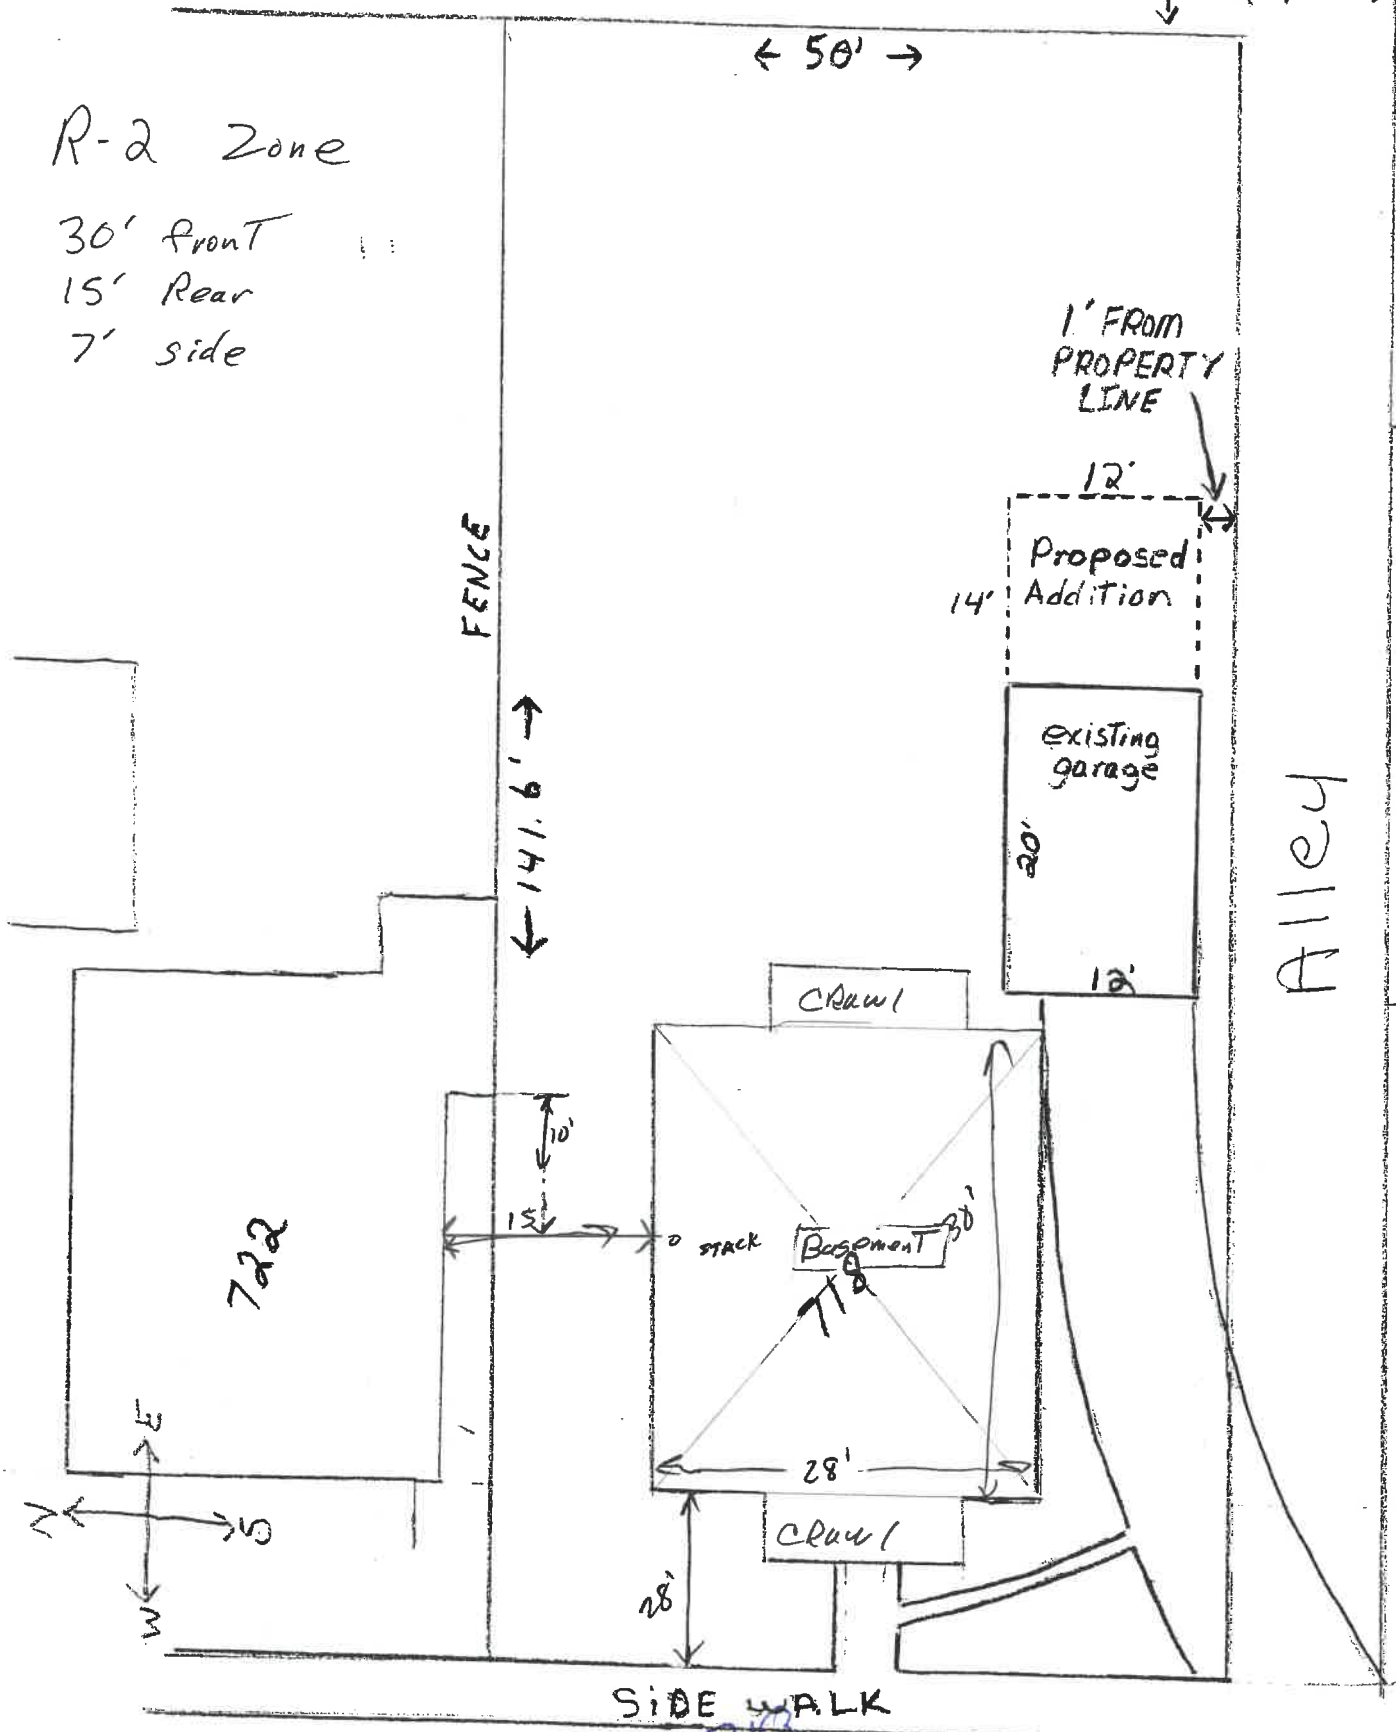 ← 50' →
R-2 Zone
30' front
15' Rear
7' side
1' FROM
PROPERTY
LINE
12'
Proposed
Addition
14'
FENCE
existing
garage
20'
12'
← 141.6' →
Alley
CRawl
10'
15
STACK
Basement
30'
718
722
28'
E
N
S
W
CRawl
28'
SIDE WALK